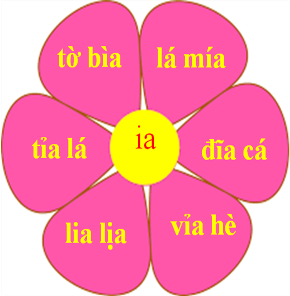 tờ bìa
lá mía
tỉa lá
ia
đĩa cá
lia lịa
vỉa hè